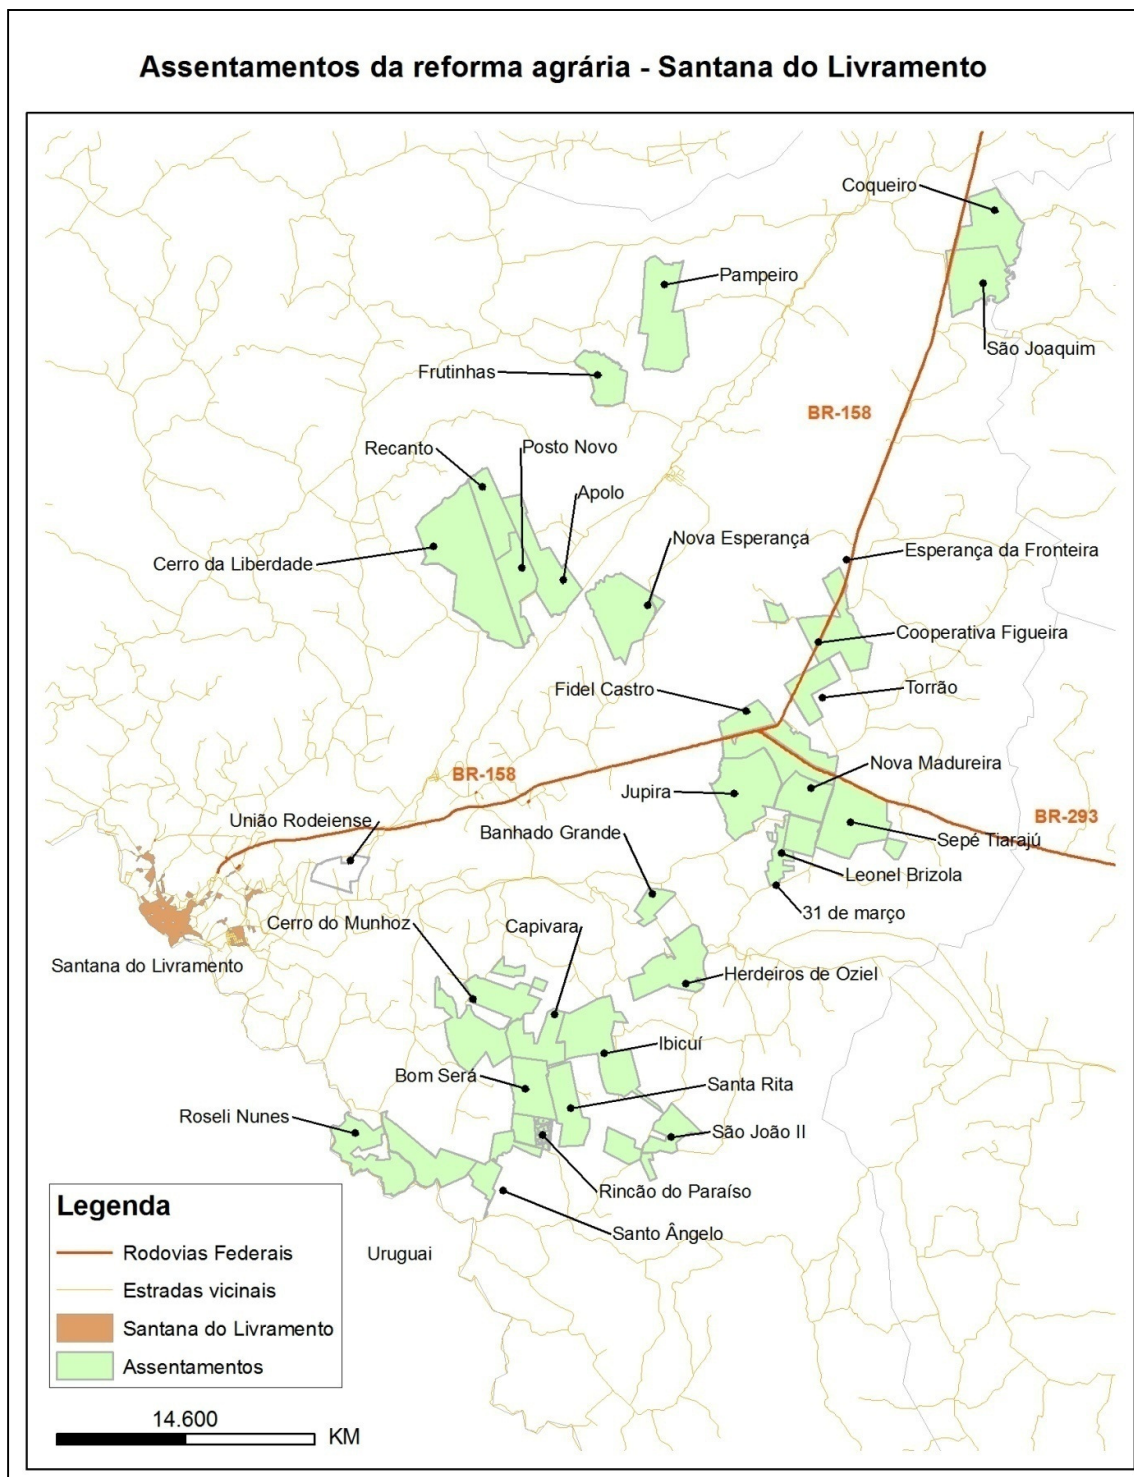 Assentamentos da reforma agrária - Santana do Livramento
Coqueiro
Pampeiro
São Joaquim
Frutinhas
BR-158
Recanto
Posto Novo
Apolo
Nova Esperança
Esperança da Fronteira
Cerro da Liberdade
Cooperativa Figueira
Fidel Castro
Torrão
BR-158
Nova Madureira
Jupira
BR-293
União Rodeiense
Banhado Grande
Sepé Tiarajú
Leonel Brizola
31 de março
Cerro do Munhoz
Capivara
Santana do Livramento
Herdeiros de Oziel
Ibicuí
Bom Será
Santa Rita
Roseli Nunes
São João II
Rincão do Paraíso
Santo Ângelo
Uruguai
Legenda
Rodovias Federais
Estradas vicinais
Santana do Livramento
Assentamentos
14.600
KM